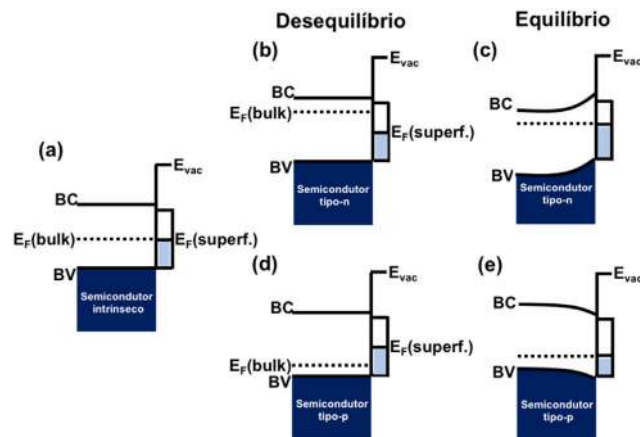 Desequilíbrio
Equilíbrio
(a)
E_vac
BC
E_F(bulk)
E_F(superf.)
BV
Semicondutor
intrínseco
(b)
E_vac
BC
E_F(bulk)
E_F(superf.)
BV
Semicondutor
tipo-n
(c)
E_vac
BC
BV
Semicondutor
tipo-n
(d)
E_vac
BC
E_F(superf.)
E_F(bulk)
BV
Semicondutor
tipo-p
(e)
E_vac
BC
BV
Semicondutor
tipo-p